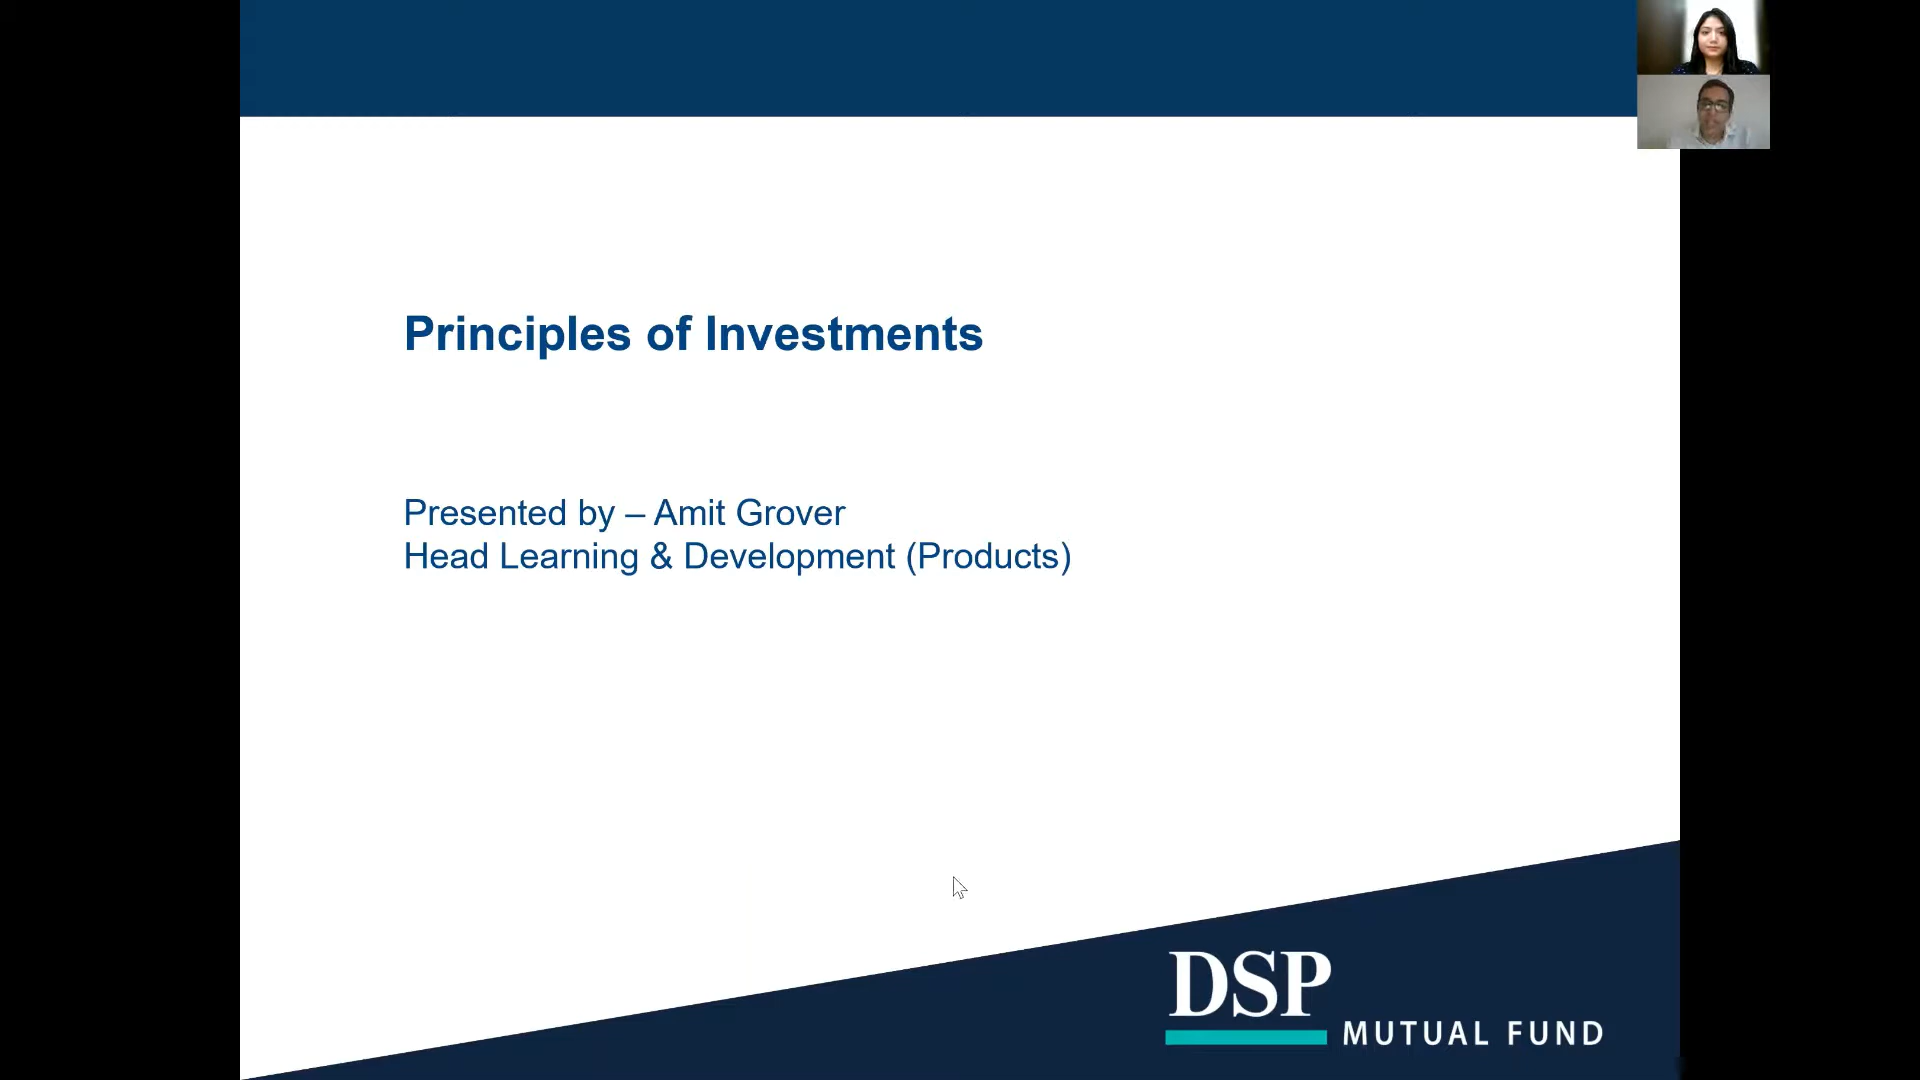 Principles of Investments
Presented by – Amit Grover
Head Learning & Development (Products)
DSP
MUTUAL FUND